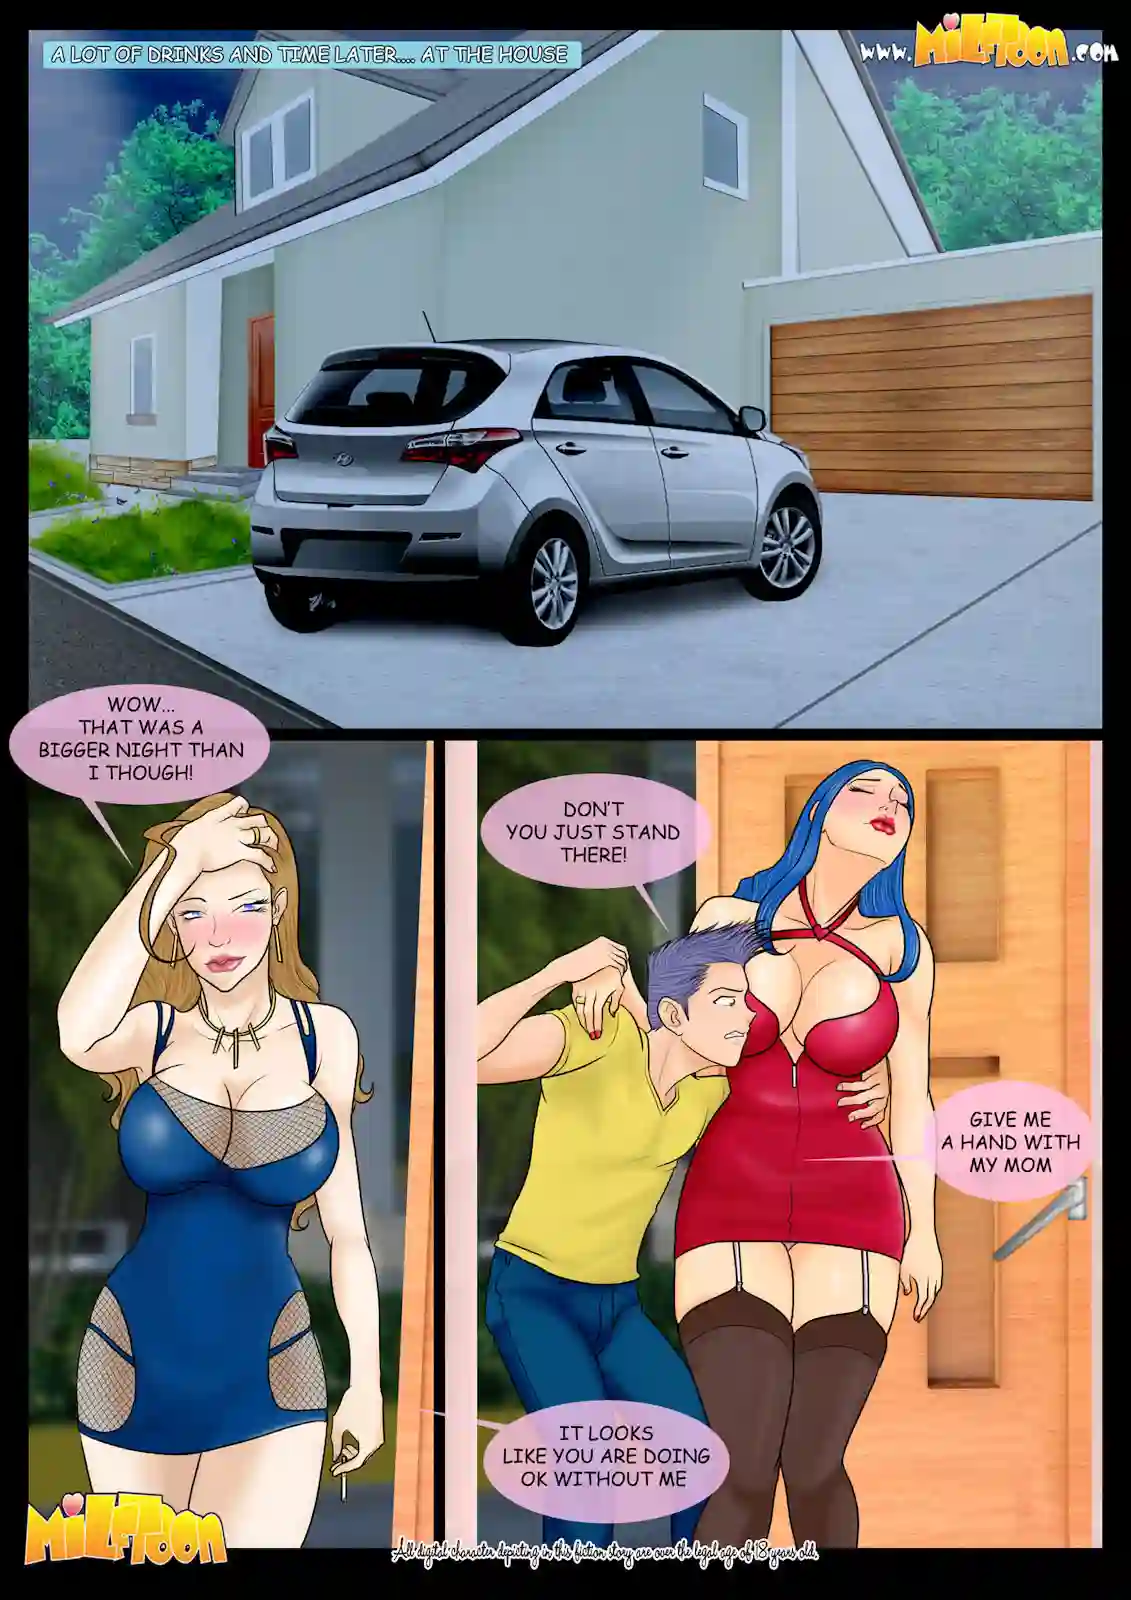 A LOT OF DRINKS AND TIME LATER.... AT THE HOUSE
www.MilfToon.com
WOW...
THAT WAS A
BIGGER NIGHT THAN
I THOUGH!
DON'T
YOU JUST STAND
THERE!
GIVE ME
A HAND WITH
MY MOM
IT LOOKS
LIKE YOU ARE DOING
OK WITHOUT ME
MilfToon
All digital character depicting in this fiction story are over the legal age of 18 years old.